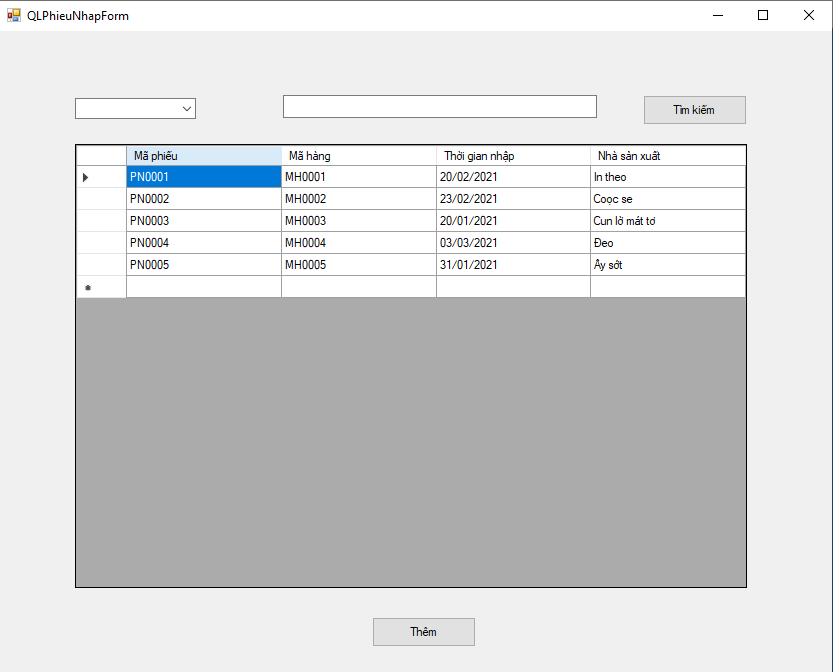 QLPhieuNhapForm
Tìm kiếm
Mã phiếu Mã hàng Thời gian nhập Nhà sản xuất
PN0001 MH0001 20/02/2021 In theo
PN0002 MH0002 23/02/2021 Coọc se
PN0003 MH0003 20/01/2021 Cun lờ mát tơ
PN0004 MH0004 03/03/2021 Đeo
PN0005 MH0005 31/01/2021 Ây sớt
Thêm